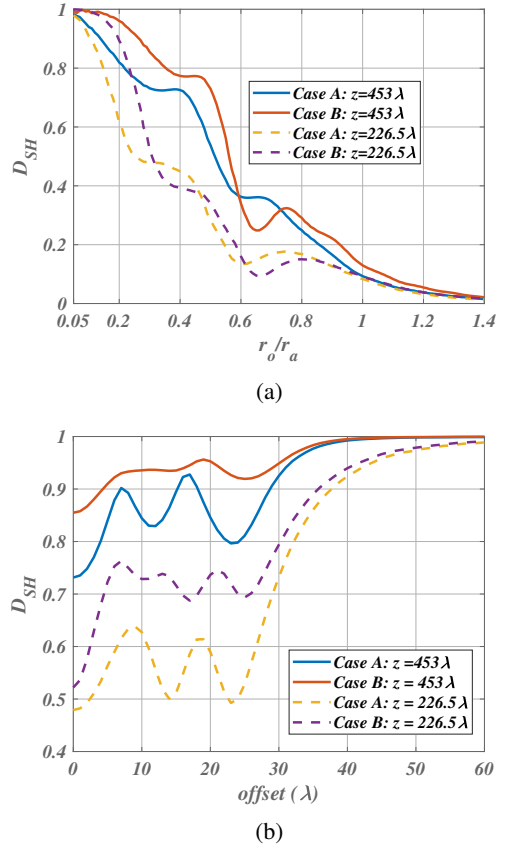 1
0.8
0.6
0.4
0.2
0
D_SH
0.05 0.2 0.4 0.6 0.8 1 1.2 1.4
r_o/r_a
Case A: z=453λ
Case B: z=453λ
Case A: z=226.5λ
Case B: z=226.5λ
(a)
1
0.9
0.8
0.7
0.6
0.5
0.4
D_SH
0 10 20 30 40 50 60
offset (λ)
Case A: z=453λ
Case B: z = 453λ
Case A: z = 226.5λ
Case B: z = 226.5λ
(b)